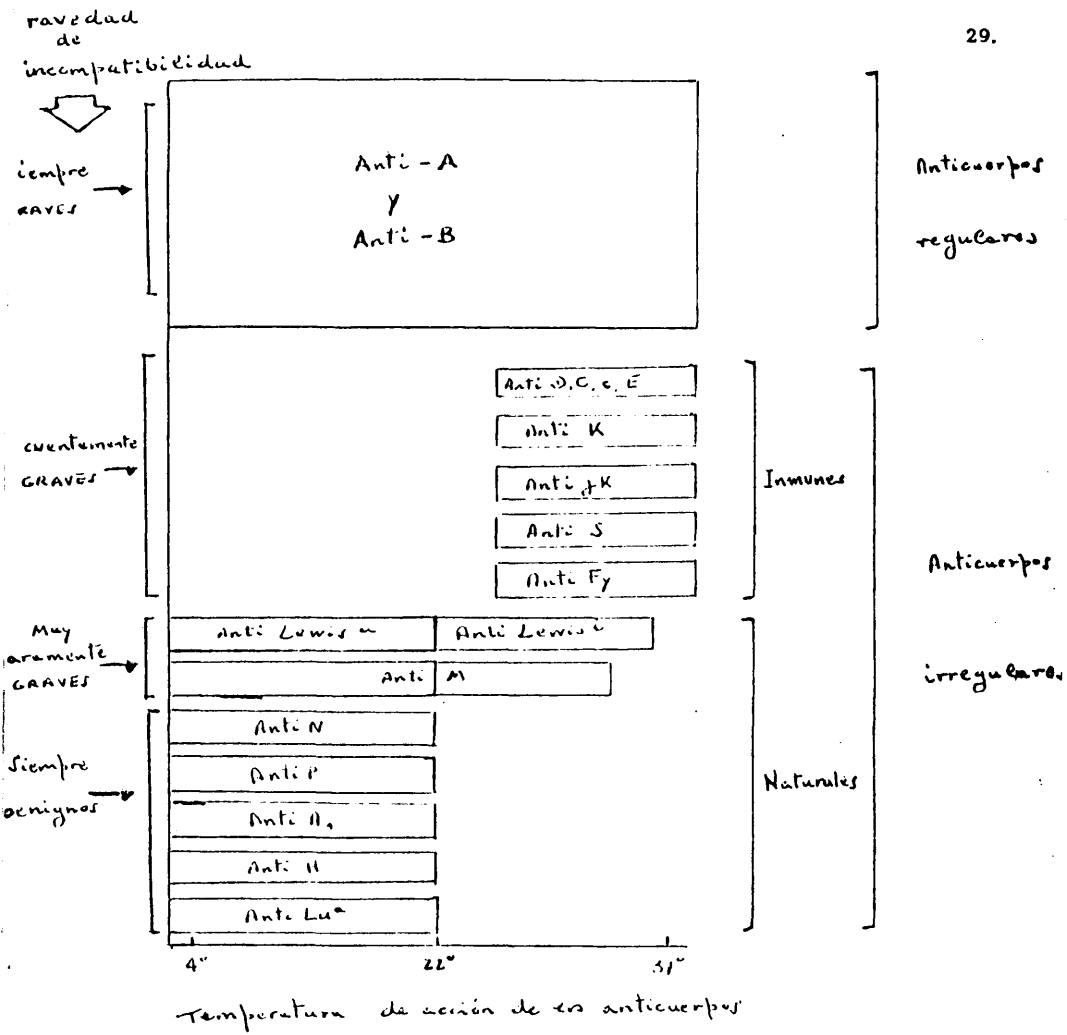 29.
ravedad
de
incompatibilidad
iempre
RAVES
Anti - A
y
Anti - B
Anticuerpos
regulares
cuentemente
GRAVES
Anti D, C, c, E
Anti K
Anti JK
Anti S
Anti Fy
Inmunes
Anticuerpos
irregulares
Muy
aramente
GRAVES
Anti Lewis a Anti Lewis b
Anti M
Siempre
benignos
Anti N
Anti P
Anti A₁
Anti H
Anti Luᵃ
Naturales
4° 22° 37°
Temperatura de acción de los anticuerpos